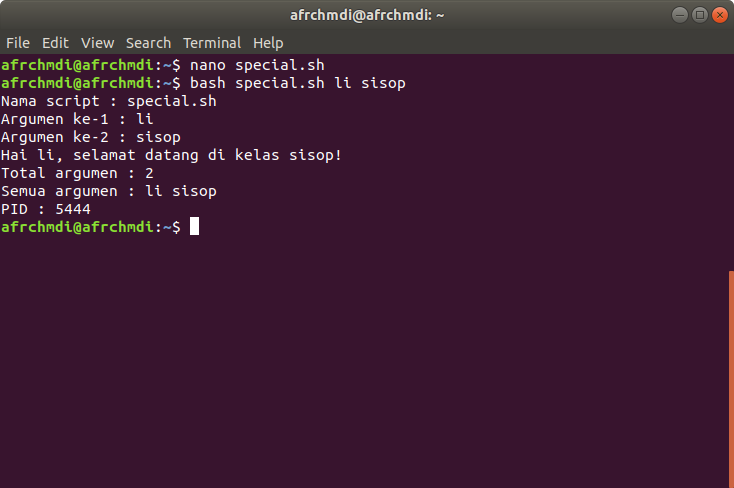 afrchmdi@afrchmdi: ~
File Edit View Search Terminal Help
afrchmdi@afrchmdi:~$ nano special.sh
afrchmdi@afrchmdi:~$ bash special.sh li sisop
Nama script : special.sh
Argumen ke-1 : li
Argumen ke-2 : sisop
Hai li, selamat datang di kelas sisop!
Total argumen : 2
Semua argumen : li sisop
PID : 5444
afrchmdi@afrchmdi:~$